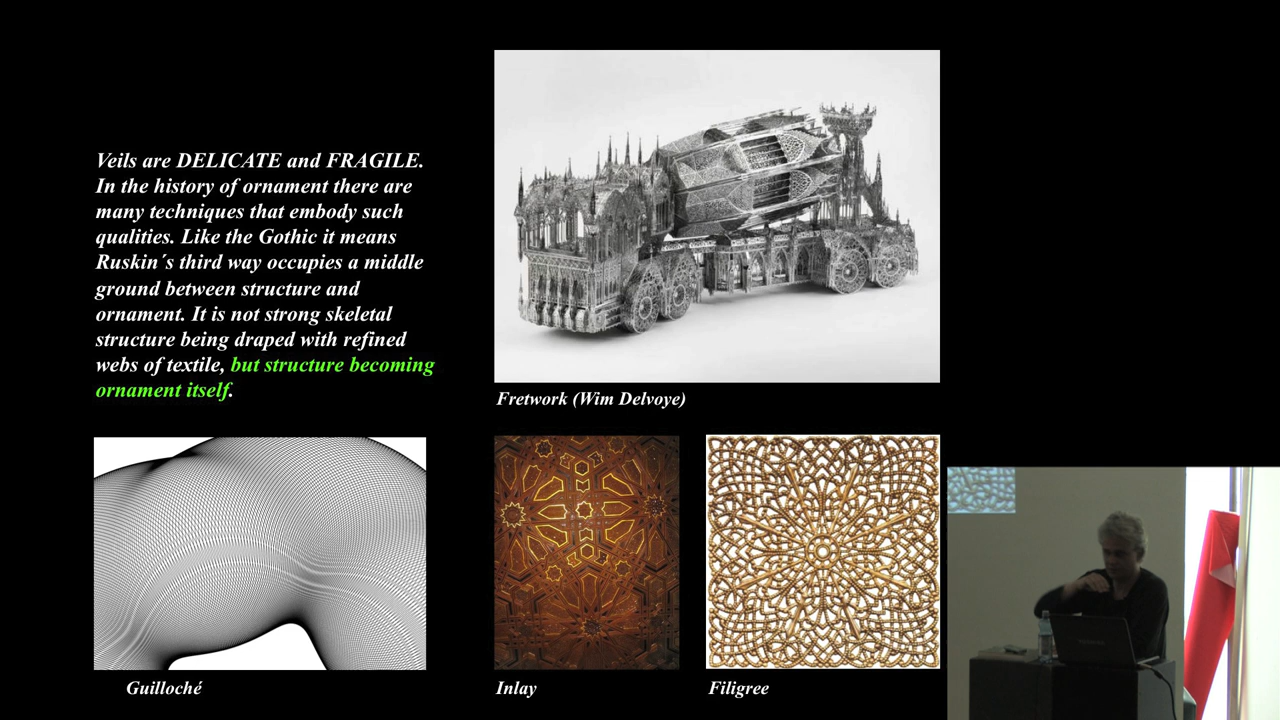 Veils are DELICATE and FRAGILE.
In the history of ornament there are
many techniques that embody such
qualities. Like the Gothic it means
Ruskin´s third way occupies a middle
ground between structure and
ornament. It is not strong skeletal
structure being draped with refined
webs of textile, but structure becoming
ornament itself.
Fretwork (Wim Delvoye)
Guilloché
Inlay
Filigree